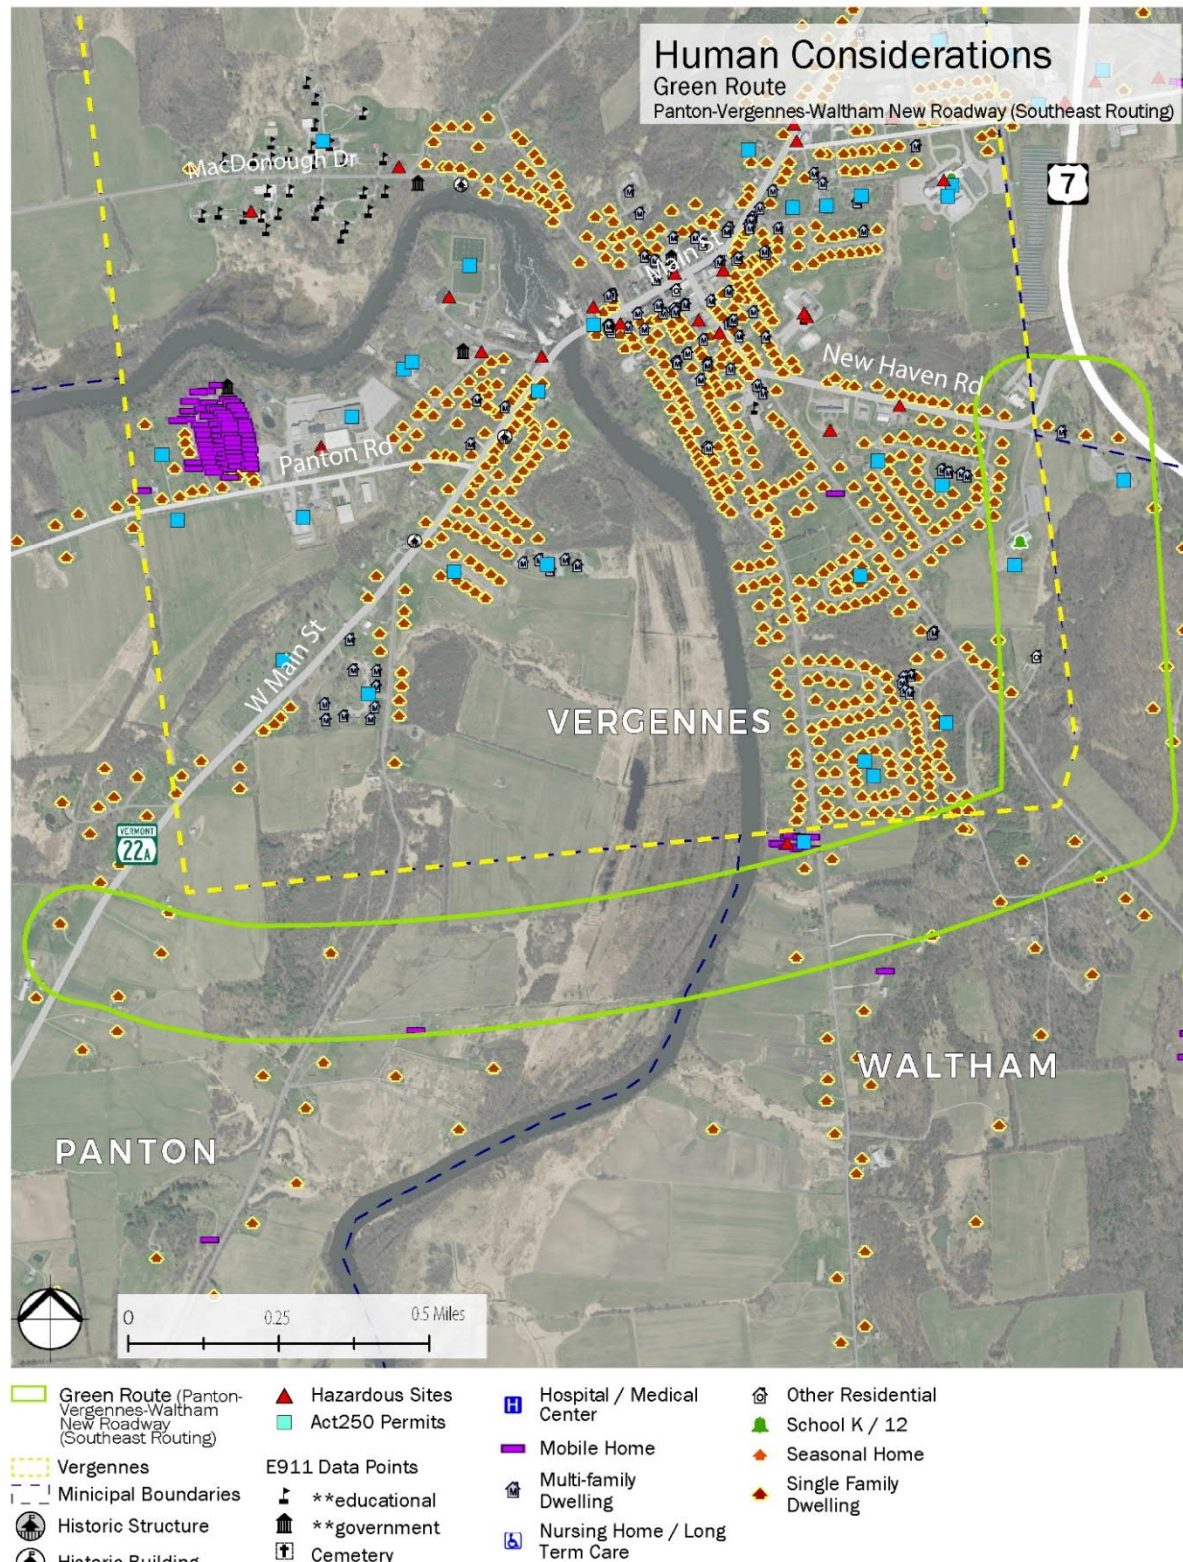 Human Considerations
Green Route
Panton-Vergennes-Waltham New Roadway (Southeast Routing)
MacDonough Dr
7
Main St
New Haven Rd
Panton Rd
W Main St
VERGENNES
VERMONT
22A
WALTHAM
PANTON
0 0.25 0.5 Miles
Green Route (Panton-
Vergennes-Waltham
New Roadway
(Southeast Routing)
Vergennes
Minicipal Boundaries
Historic Structure
Historic Building
Hazardous Sites
Act250 Permits
E911 Data Points
**educational
**government
Cemetery
H Hospital / Medical
Center
Mobile Home
M Multi-family
Dwelling
Nursing Home / Long
Term Care
O Other Residential
School K / 12
Seasonal Home
Single Family
Dwelling